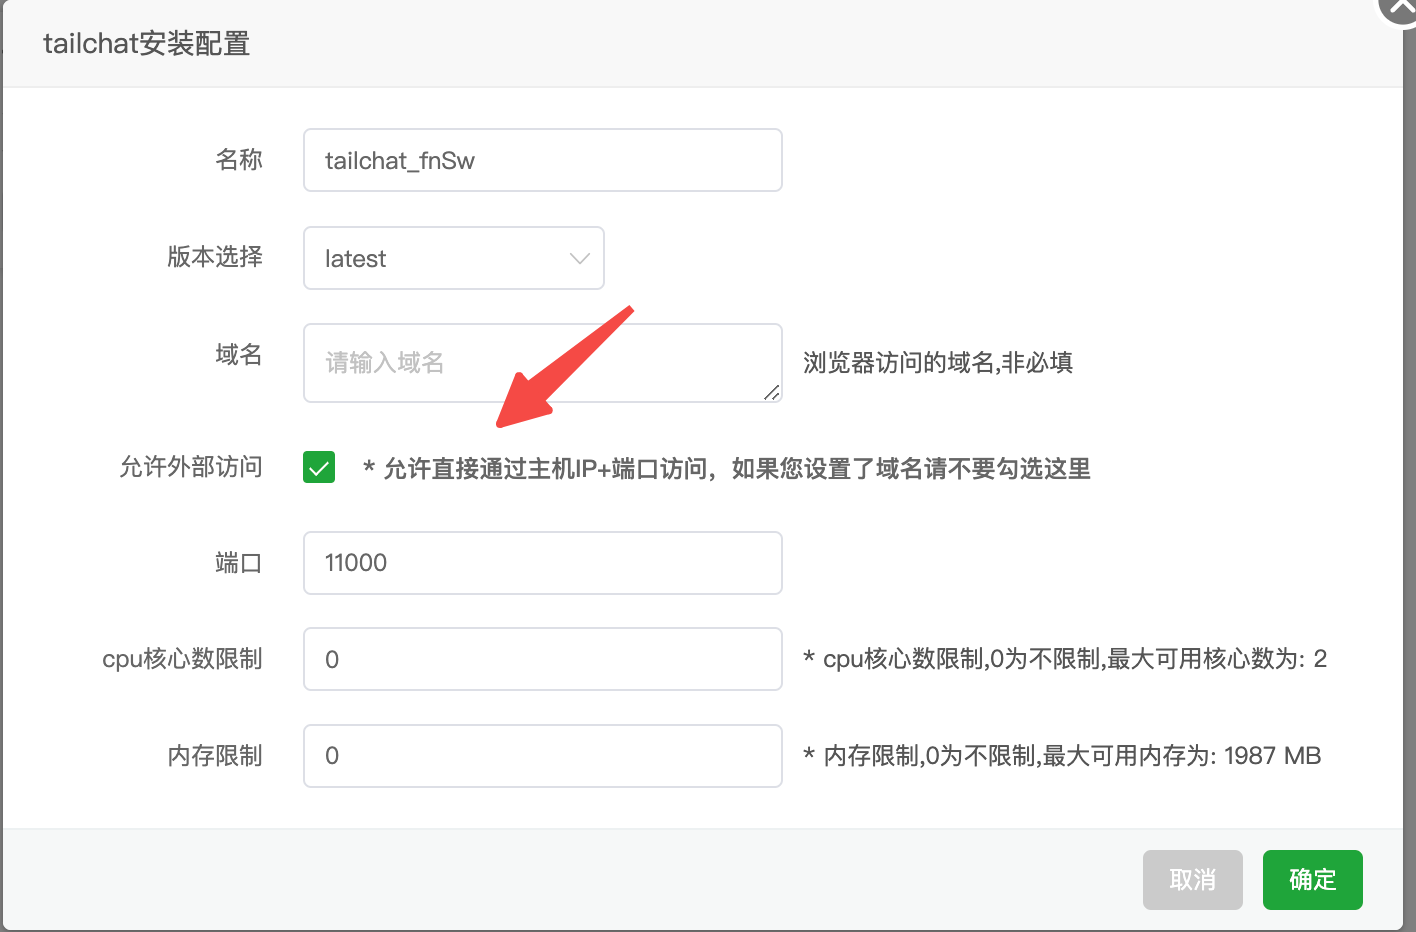 tailchat安装配置
名称 tailchat_fnSw
版本选择 latest
域名 请输入域名 浏览器访问的域名,非必填
允许外部访问 * 允许直接通过主机IP+端口访问，如果您设置了域名请不要勾选这里
端口 11000
cpu核心数限制 0 * cpu核心数限制,0为不限制,最大可用核心数为: 2
内存限制 0 * 内存限制,0为不限制,最大可用内存为: 1987 MB
取消 确定